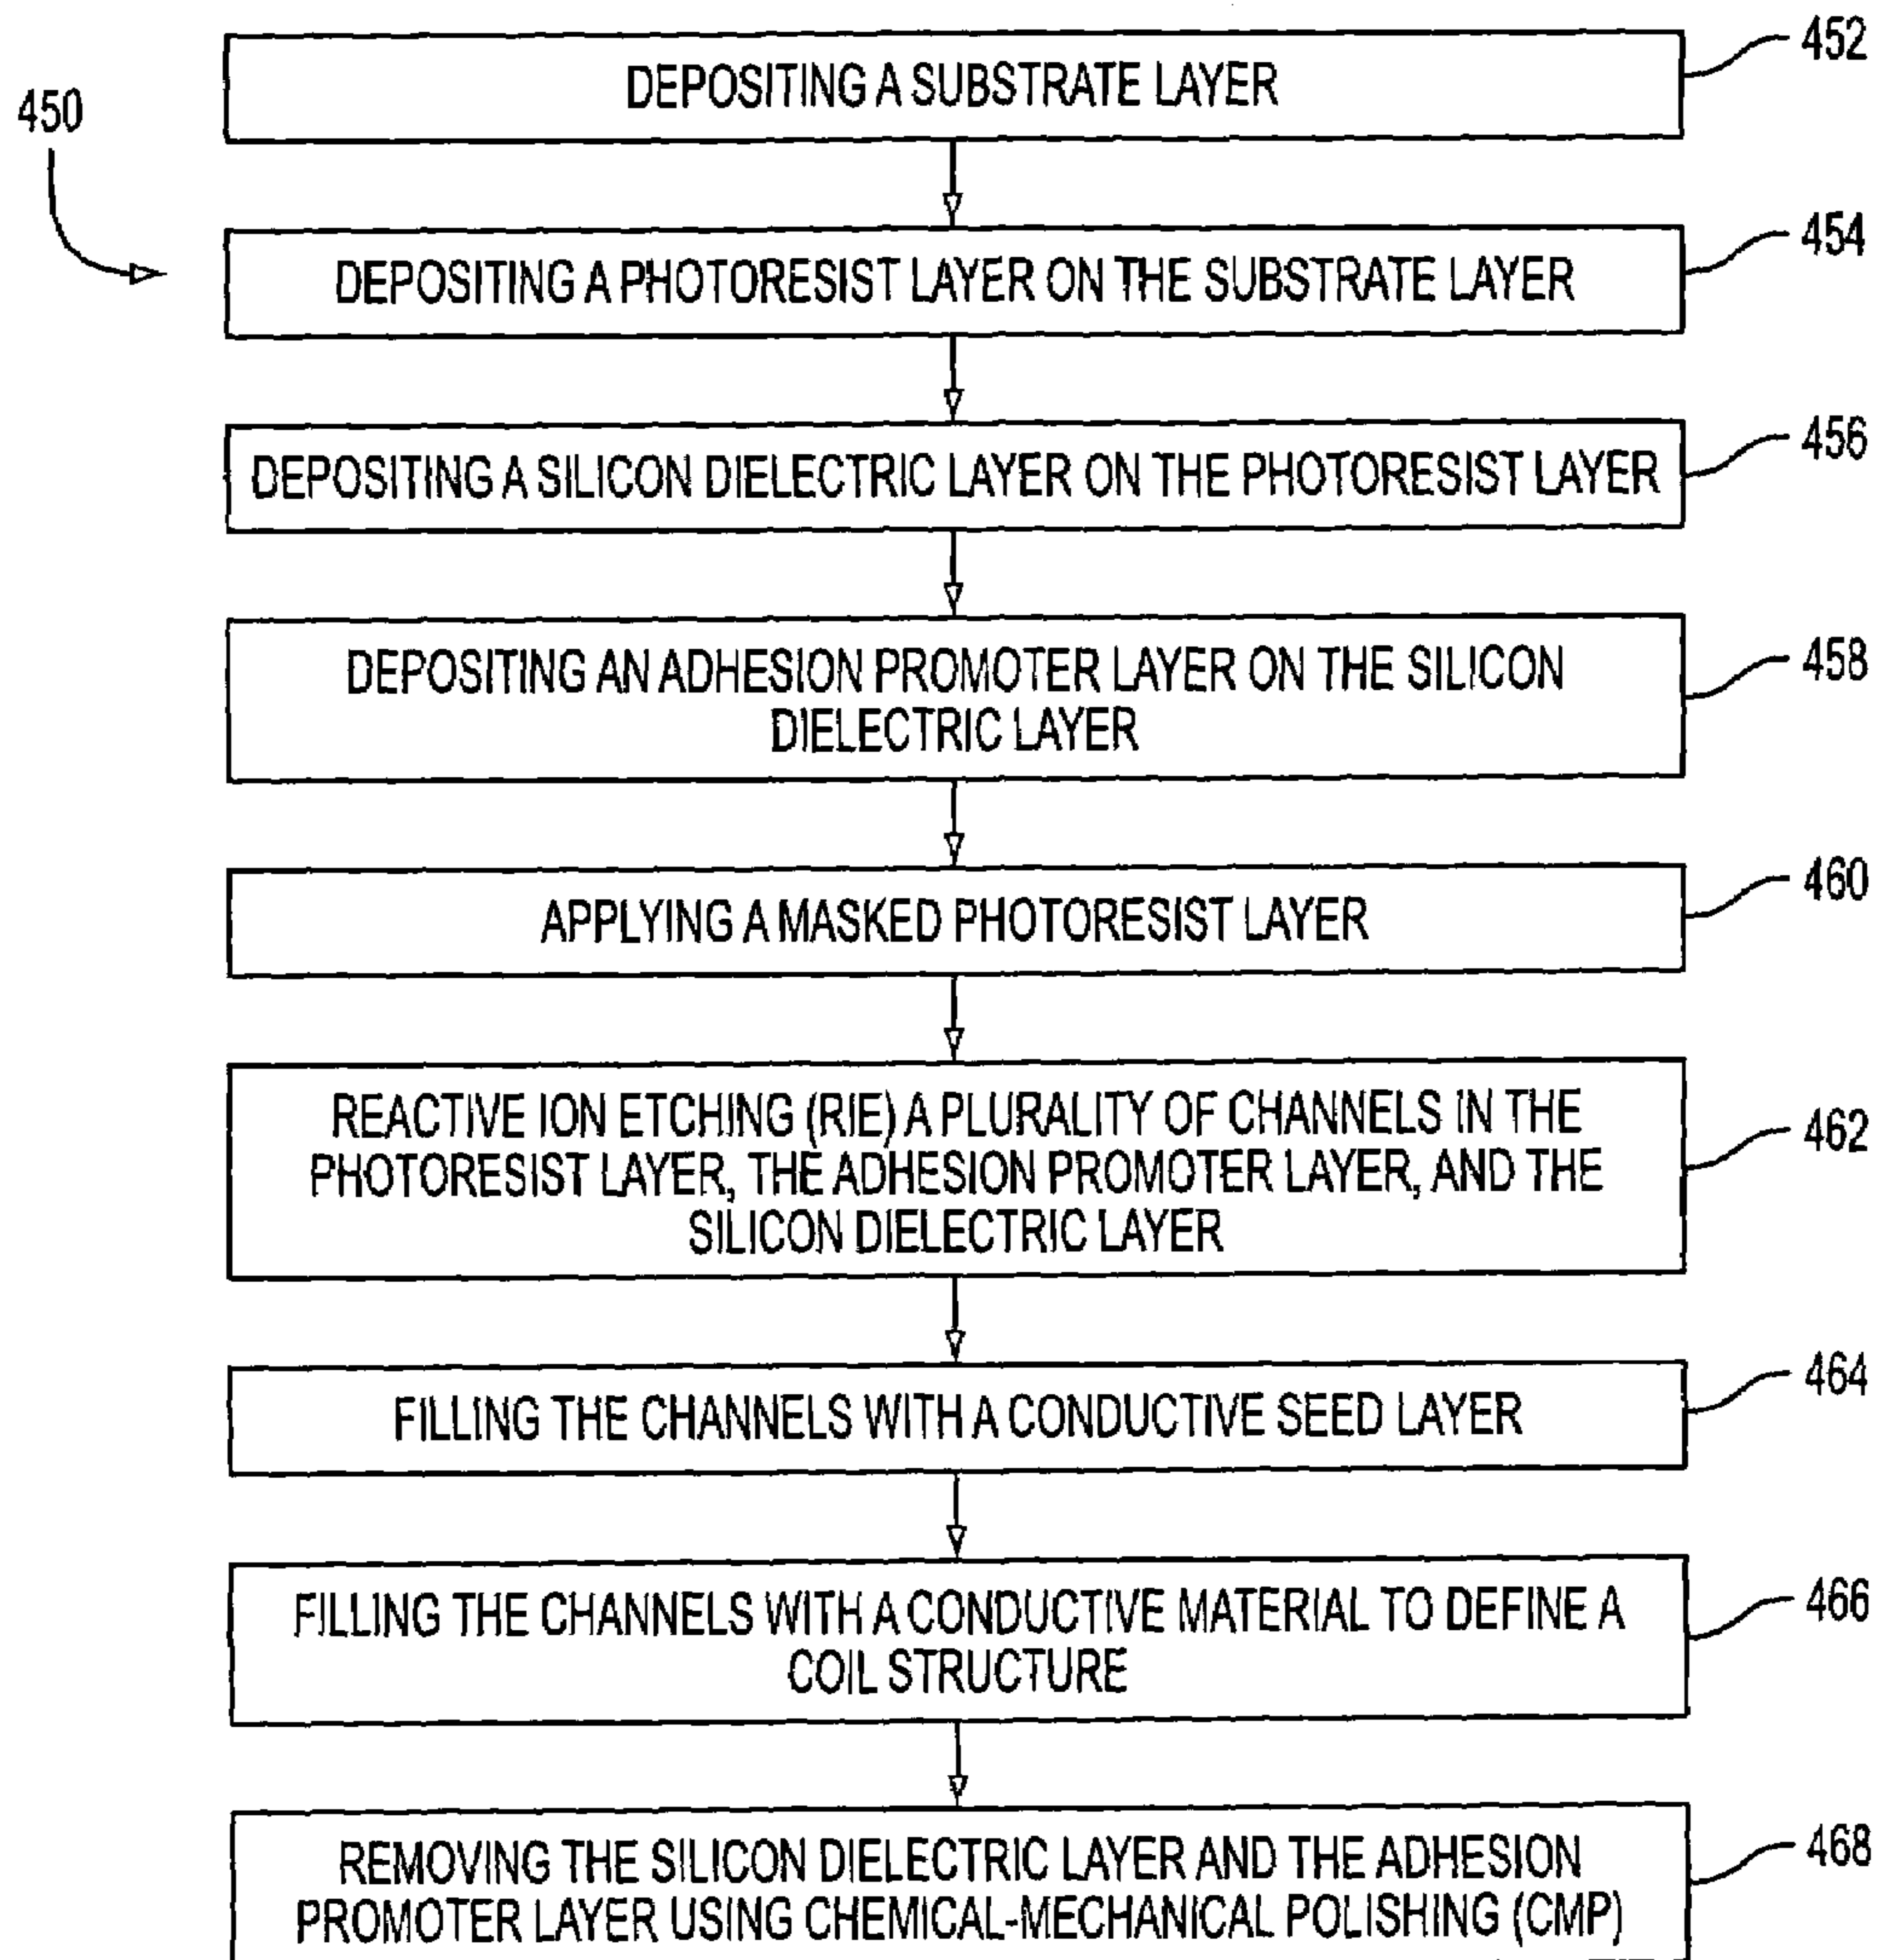 450
DEPOSITING A SUBSTRATE LAYER
452
DEPOSITING A PHOTORESIST LAYER ON THE SUBSTRATE LAYER
454
DEPOSITING A SILICON DIELECTRIC LAYER ON THE PHOTORESIST LAYER
456
DEPOSITING AN ADHESION PROMOTER LAYER ON THE SILICON
DIELECTRIC LAYER
458
APPLYING A MASKED PHOTORESIST LAYER
460
REACTIVE ION ETCHING (RIE) A PLURALITY OF CHANNELS IN THE
PHOTORESIST LAYER, THE ADHESION PROMOTER LAYER, AND THE
SILICON DIELECTRIC LAYER
462
FILLING THE CHANNELS WITH A CONDUCTIVE SEED LAYER
464
FILLING THE CHANNELS WITH A CONDUCTIVE MATERIAL TO DEFINE A
COIL STRUCTURE
466
REMOVING THE SILICON DIELECTRIC LAYER AND THE ADHESION
PROMOTER LAYER USING CHEMICAL-MECHANICAL POLISHING (CMP)
468